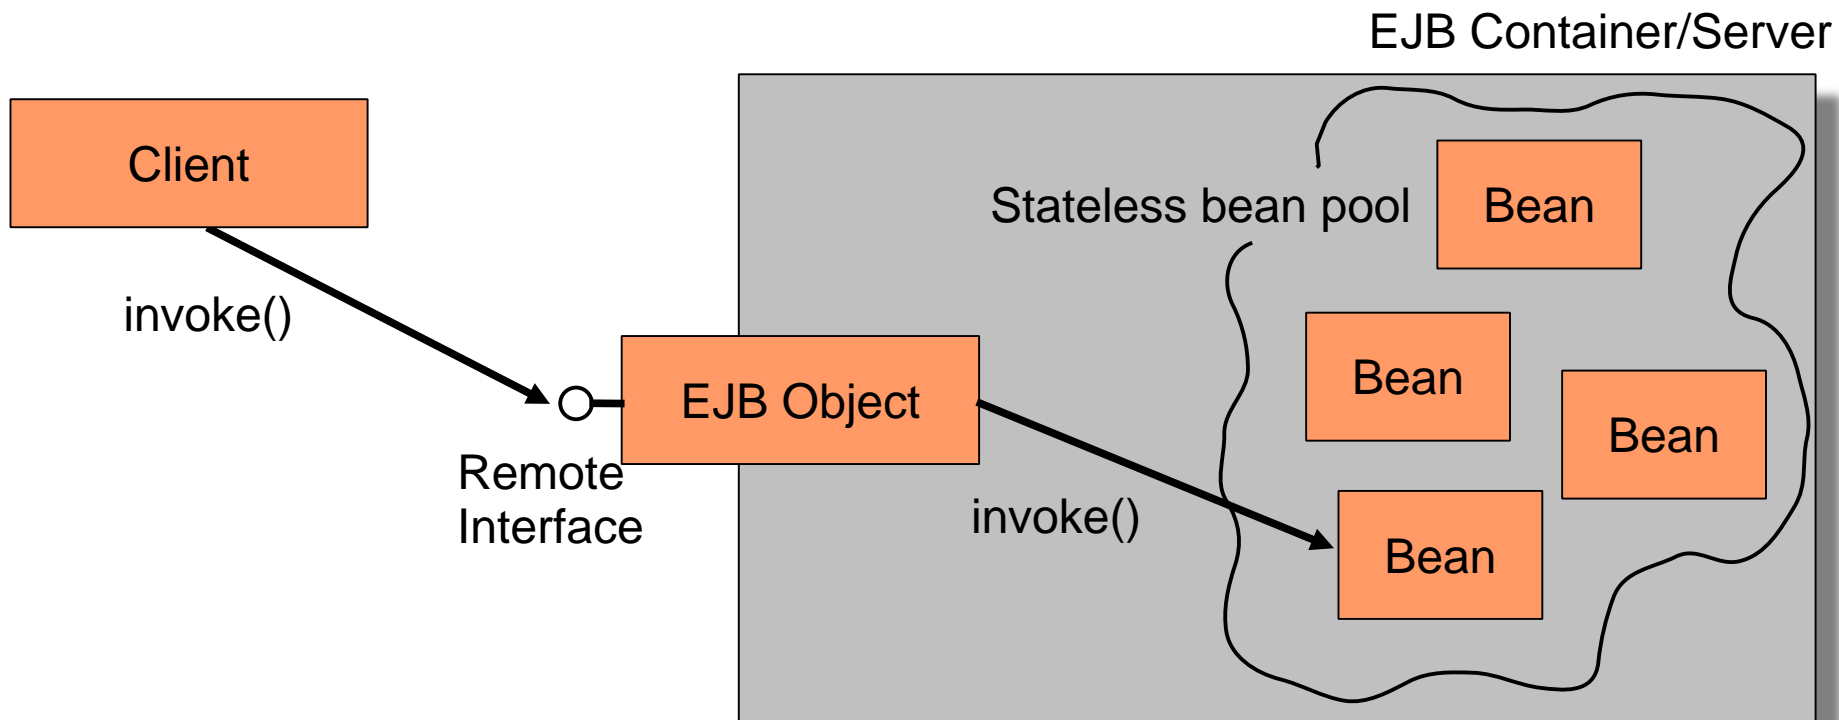 EJB Container/Server
Client
Stateless bean pool
Bean
invoke()
Bean
EJB Object
Bean
Remote
Interface
invoke()
Bean